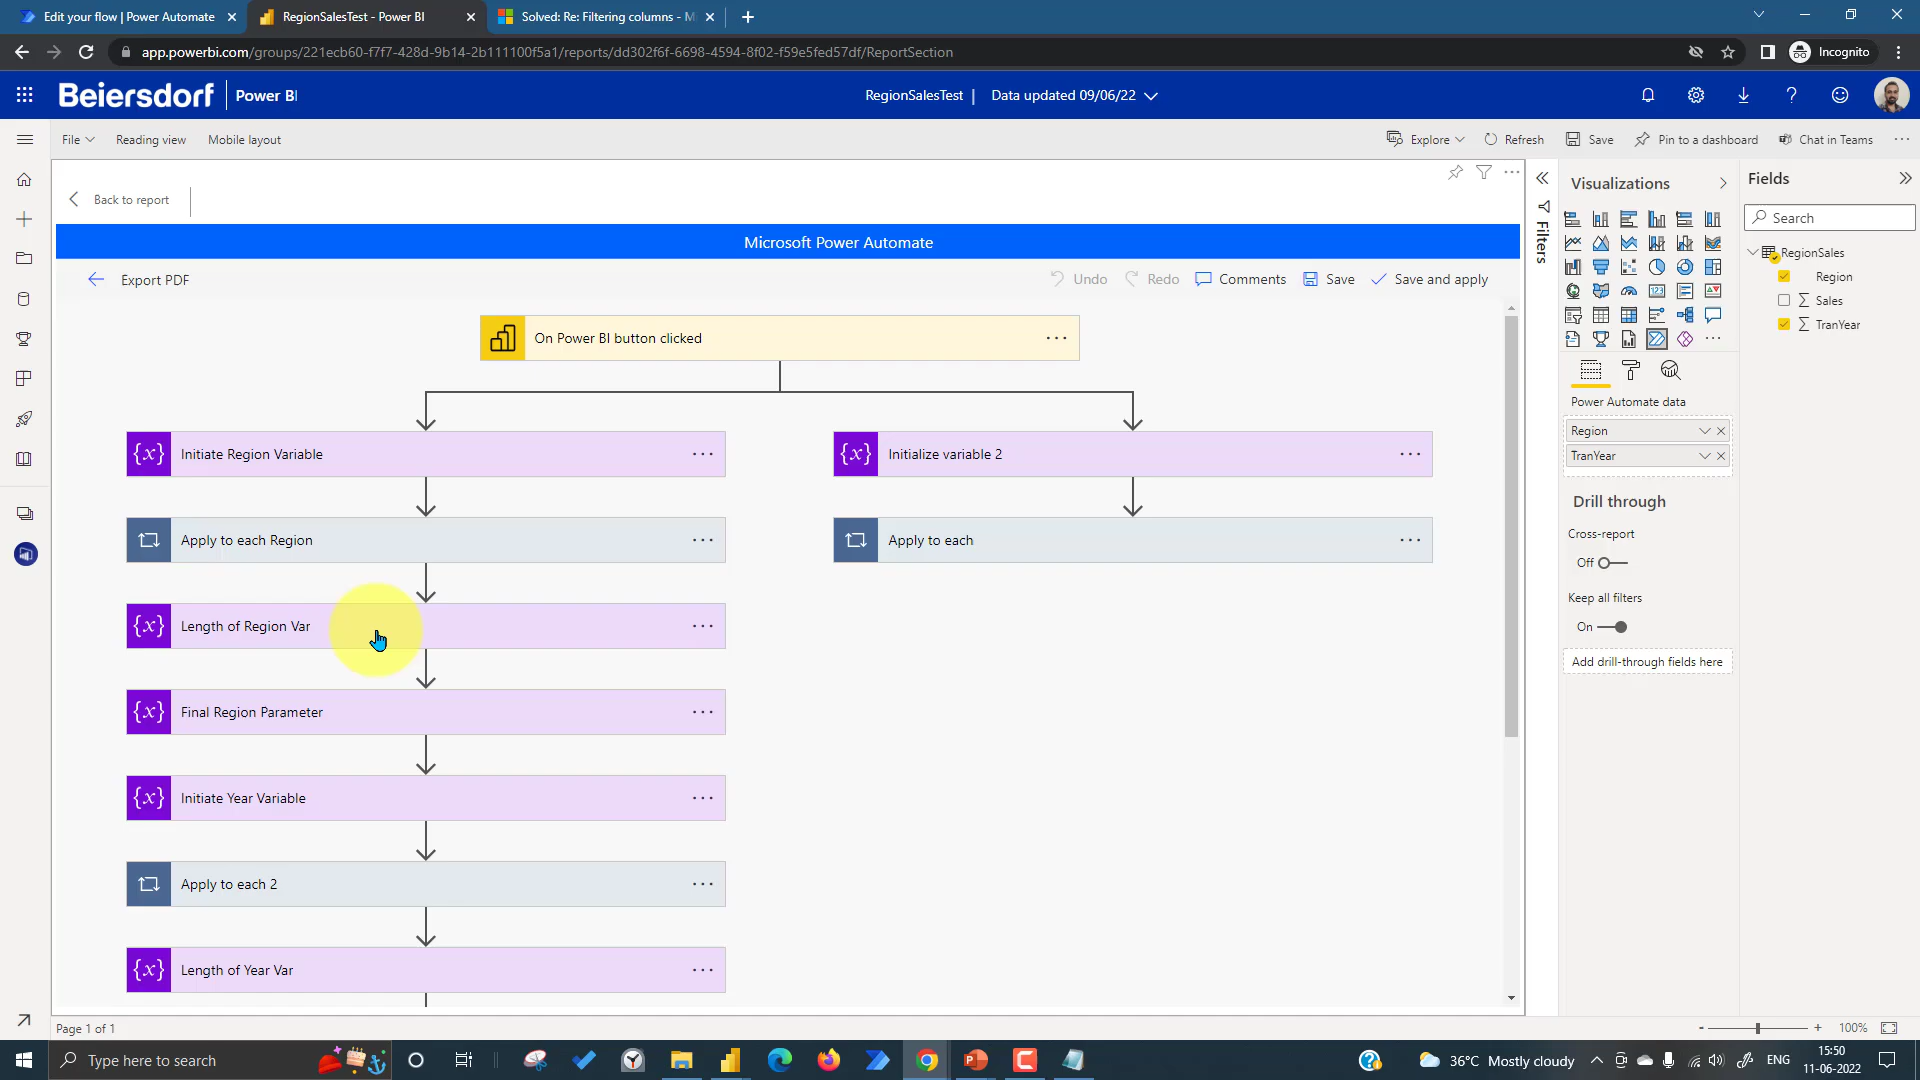 Edit your flow | Power Automate
RegionSalesTest - Power BI
Solved: Re: Filtering columns - M
app.powerbi.com/groups/221ecb60-f7f7-428d-9b14-2b111100f5a1/reports/dd302f6f-6698-4594-8f02-f59e5fed57df/ReportSection
Incognito
Beiersdorf
Power BI
RegionSalesTest | Data updated 09/06/22
File
Reading view
Mobile layout
Explore
Refresh
Save
Pin to a dashboard
Chat in Teams
Back to report
Microsoft Power Automate
Export PDF
Undo
Redo
Comments
Save
Save and apply
On Power BI button clicked
Initiate Region Variable
Initialize variable 2
Apply to each Region
Apply to each
Length of Region Var
Final Region Parameter
Initiate Year Variable
Apply to each 2
Length of Year Var
Filters
Visualizations
Power Automate data
Region
TranYear
Drill through
Cross-report
Off
Keep all filters
On
Add drill-through fields here
Fields
Search
RegionSales
Region
Sales
TranYear
Page 1 of 1
- + 100%
Type here to search
36°C Mostly cloudy
ENG
15:50
11-06-2022